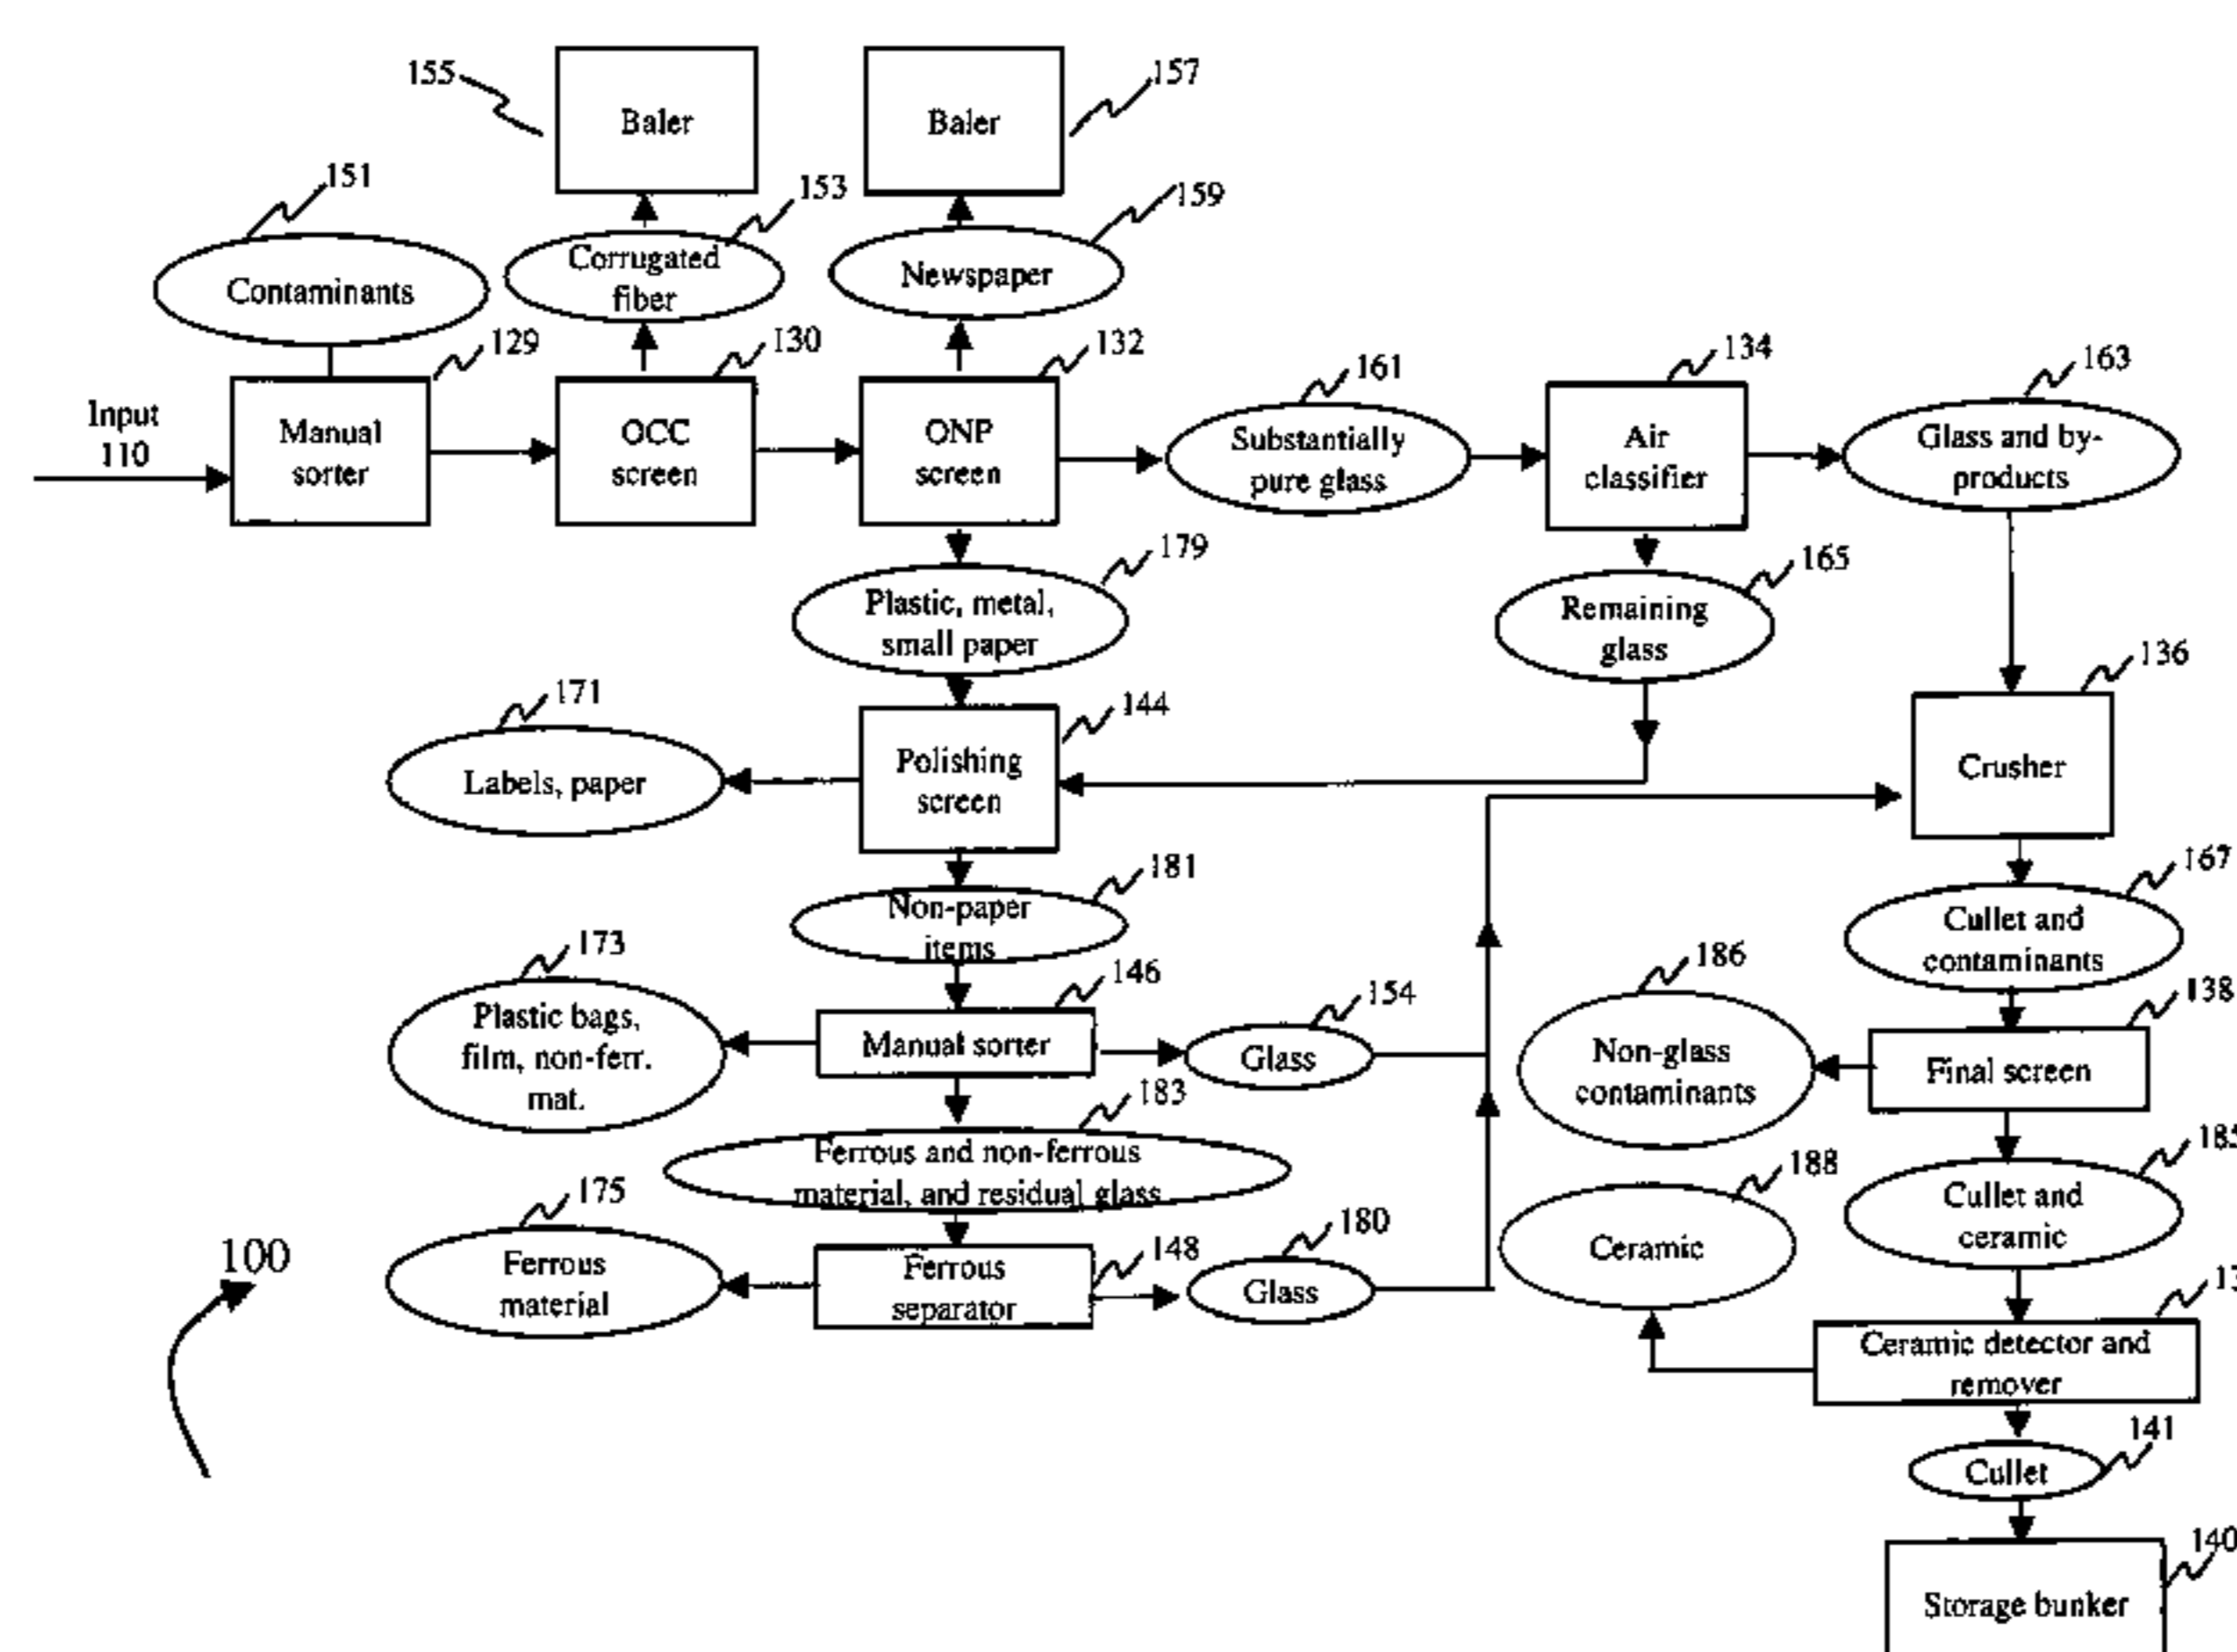 155
Baler
Baler
157
151
153
159
Contaminants
Corrugated
fiber
Newspaper
129
130
132
161
134
163
Input
110
Manual
sorter
OCC
screen
ONP
screen
Substantially
pure glass
Air
classifier
Glass and by-
products
179
165
Plastic, metal,
small paper
Remaining
glass
136
171
144
Labels, paper
Polishing
screen
Crusher
181
167
Non-paper
items
Cullet and
contaminants
173
146
154
186
138
Plastic bags,
film, non-ferr.
mat.
Manual sorter
Glass
Non-glass
contaminants
Final screen
183
185
Ferrous and non-ferrous
material, and residual glass
188
Cullet and
ceramic
175
180
100
148
Ferrous
material
Ferrous
separator
Glass
Ceramic
Ceramic detector and
remover
141
Cullet
140
Storage bunker